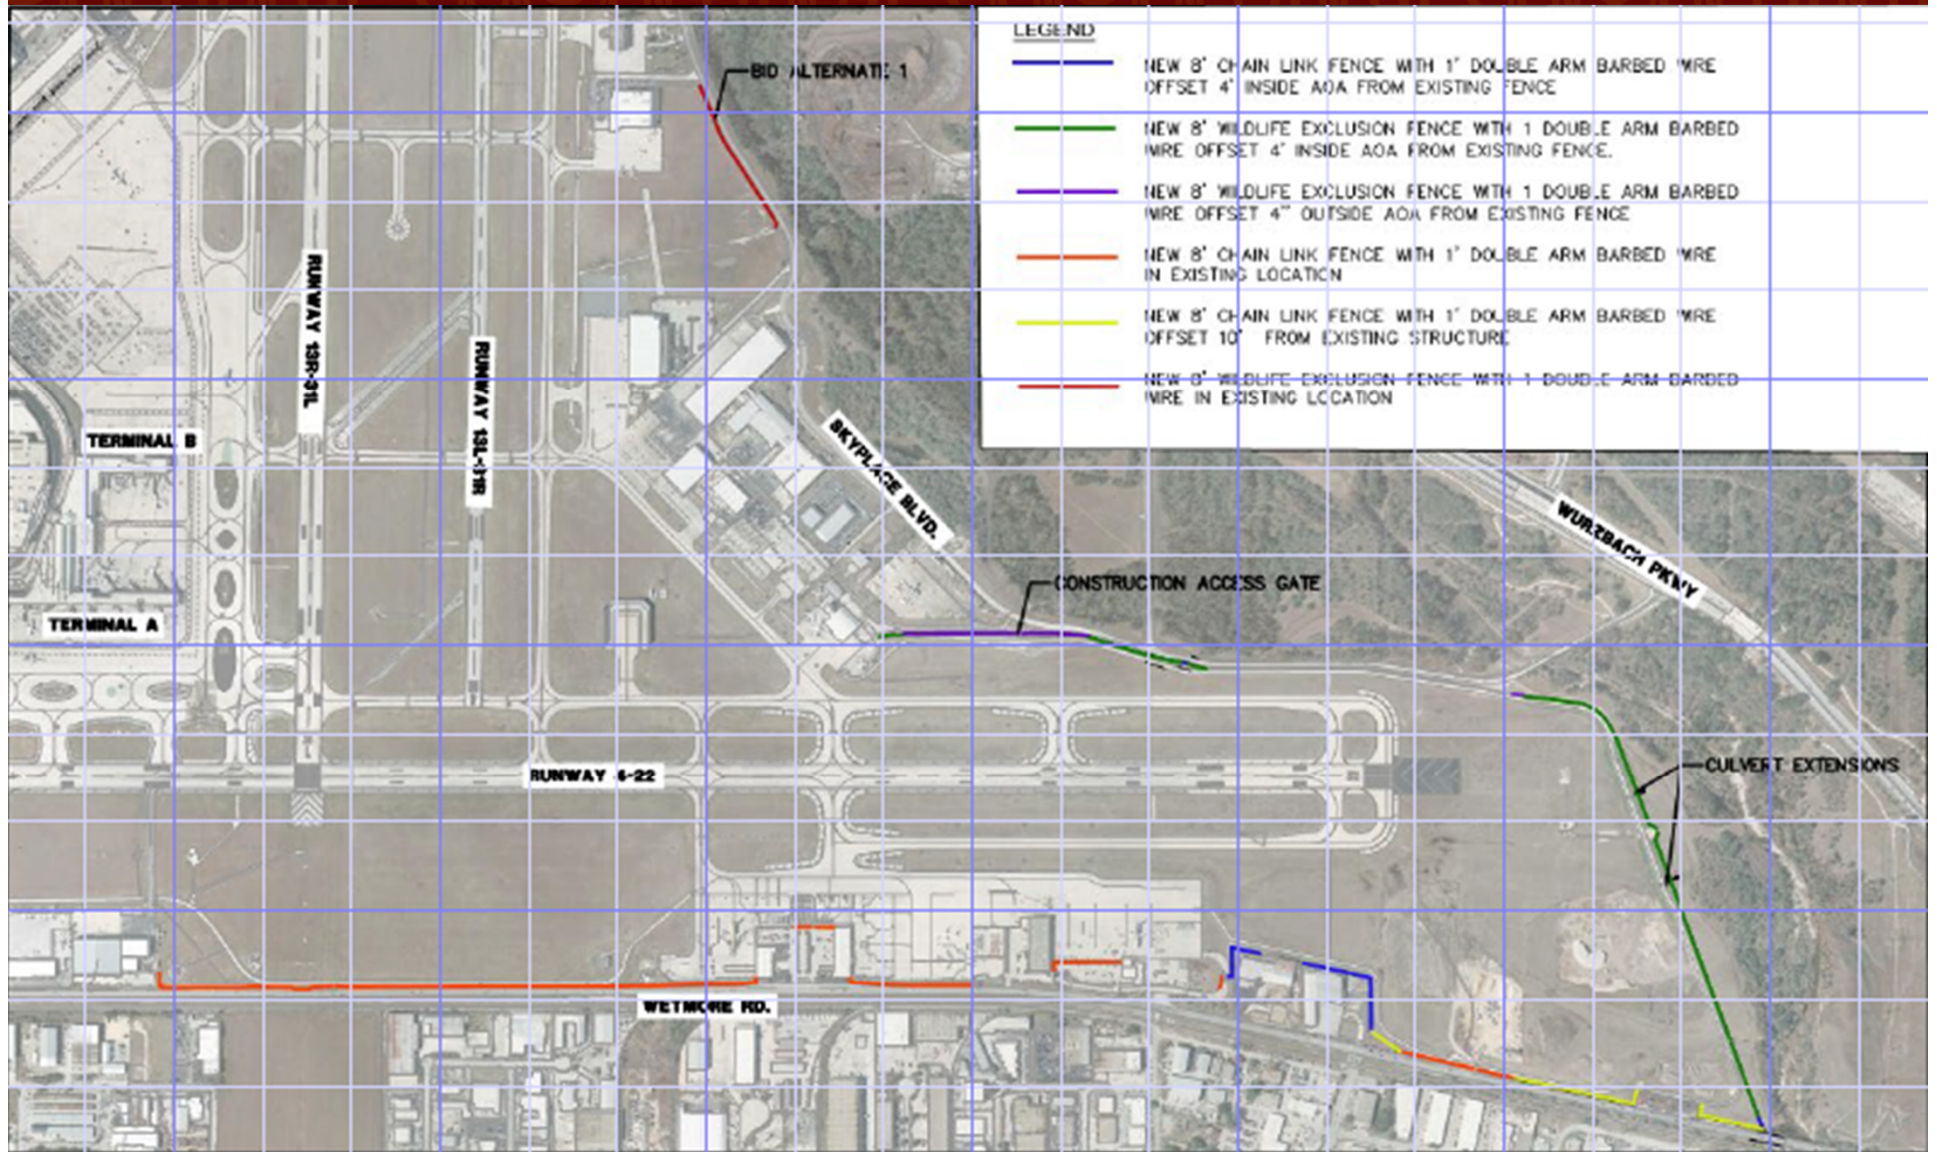 LEGEND
NEW 8' CHAIN LINK FENCE WITH 1' DOUBLE ARM BARBED WIRE
OFFSET 4' INSIDE AOA FROM EXISTING FENCE
NEW 8' WILDLIFE EXCLUSION FENCE WITH 1 DOUBLE ARM BARBED
WIRE OFFSET 4' INSIDE AOA FROM EXISTING FENCE.
NEW 8' WILDLIFE EXCLUSION FENCE WITH 1 DOUBLE ARM BARBED
WIRE OFFSET 4" OUTSIDE AOA FROM EXISTING FENCE
NEW 8' CHAIN LINK FENCE WITH 1' DOUBLE ARM BARBED WIRE
IN EXISTING LOCATION
NEW 8' CHAIN LINK FENCE WITH 1' DOUBLE ARM BARBED WIRE
OFFSET 10' FROM EXISTING STRUCTURE
NEW 8' WILDLIFE EXCLUSION FENCE WITH 1 DOUBLE ARM BARBED
WIRE IN EXISTING LOCATION
BID ALTERNATE 1
RUNWAY 13R-31L
RUNWAY 13L-31R
TERMINAL B
SKYPLACE BLVD.
WURZBACH PKWY
CONSTRUCTION ACCESS GATE
TERMINAL A
CULVERT EXTENSIONS
RUNWAY 4-22
WETMORE RD.